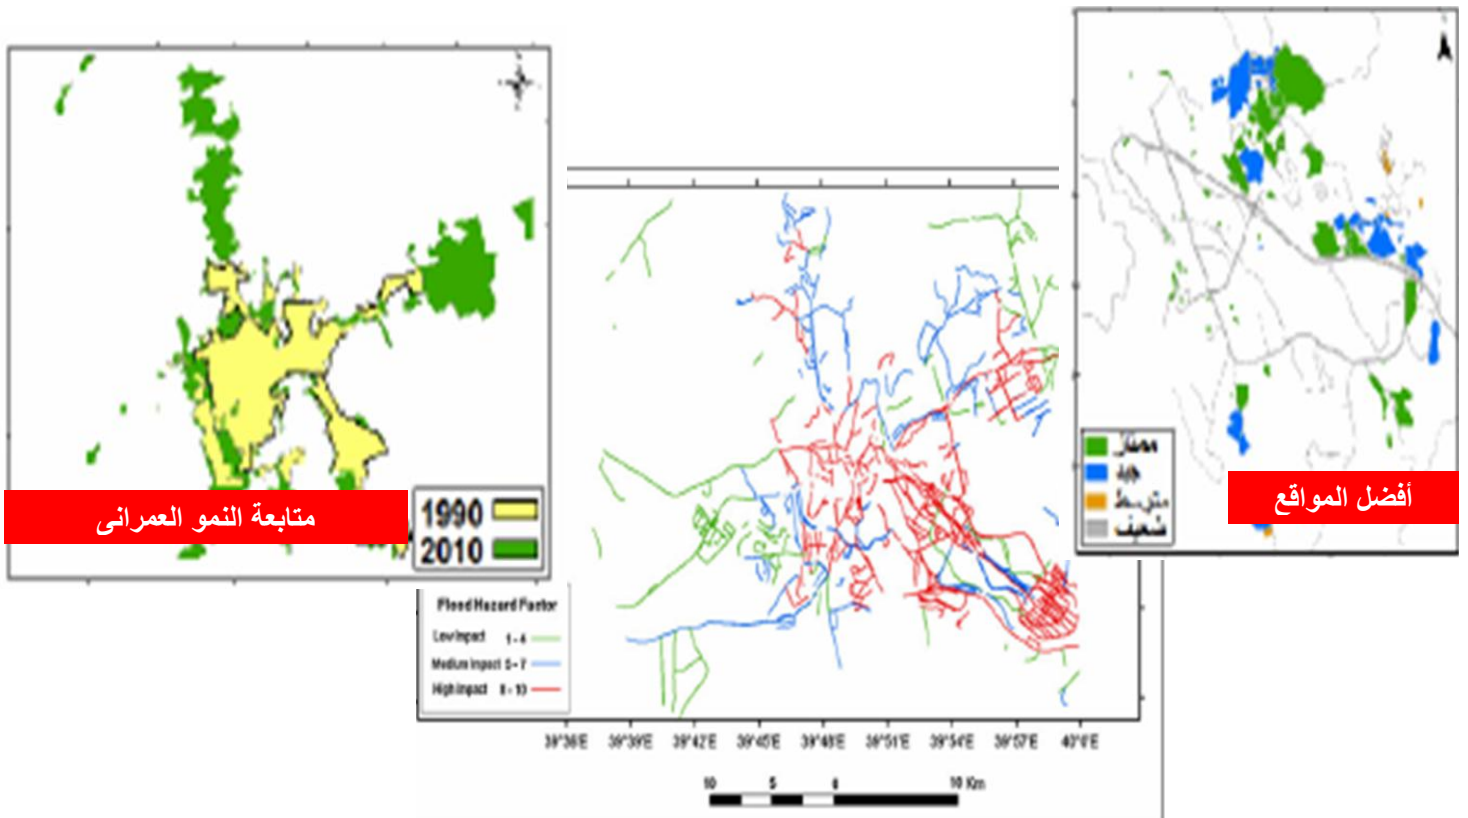 متابعة النمو العمرانى
1990
2010
Flood Hazard Factor
Low Impact 1 - 4
Medium Impact 5 - 7
High Impact 8 - 10
39°36'E 39°39'E 39°42'E 39°45'E 39°48'E 39°51'E 39°54'E 39°57'E 40°0'E
10 5 0 10 Km
ممتاز
جيد
متوسط
ضعيف
أفضل المواقع